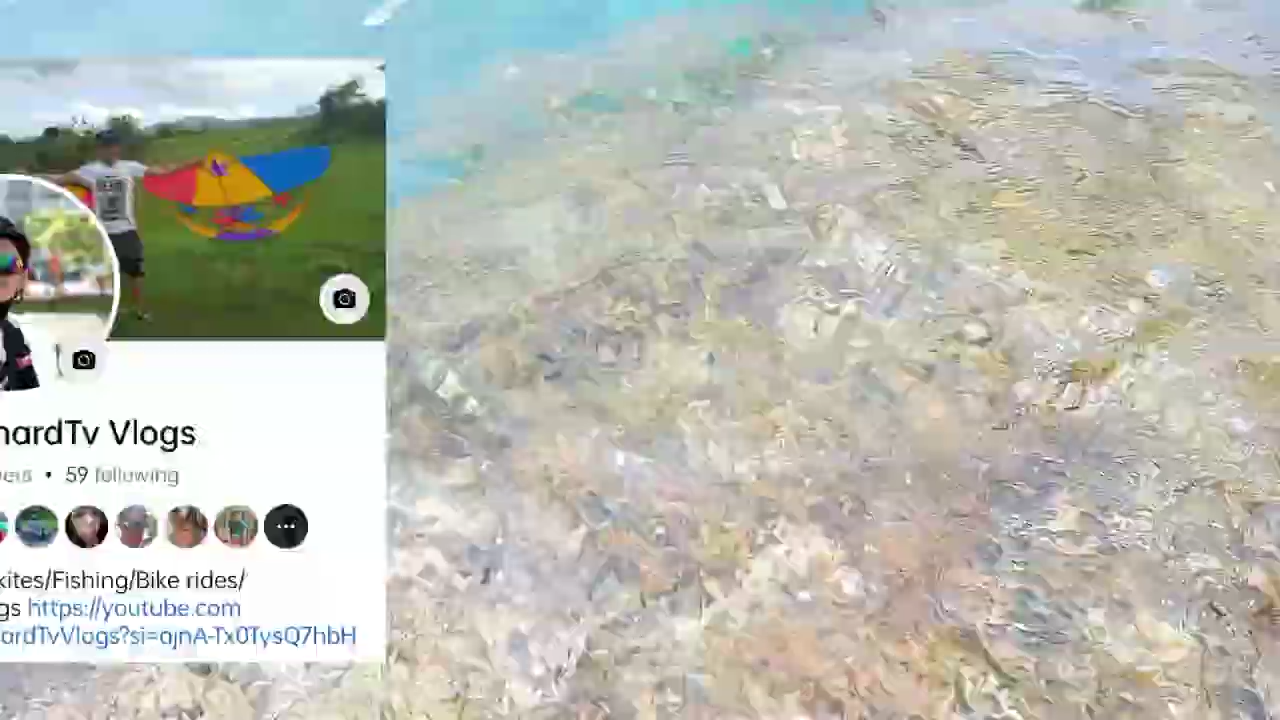 hardTv Vlogs
• 59 following
kites/Fishing/Bike rides/
gs https://youtube.com
ardTvVlogs?si=ojnA-Tx0TysQ7hbH